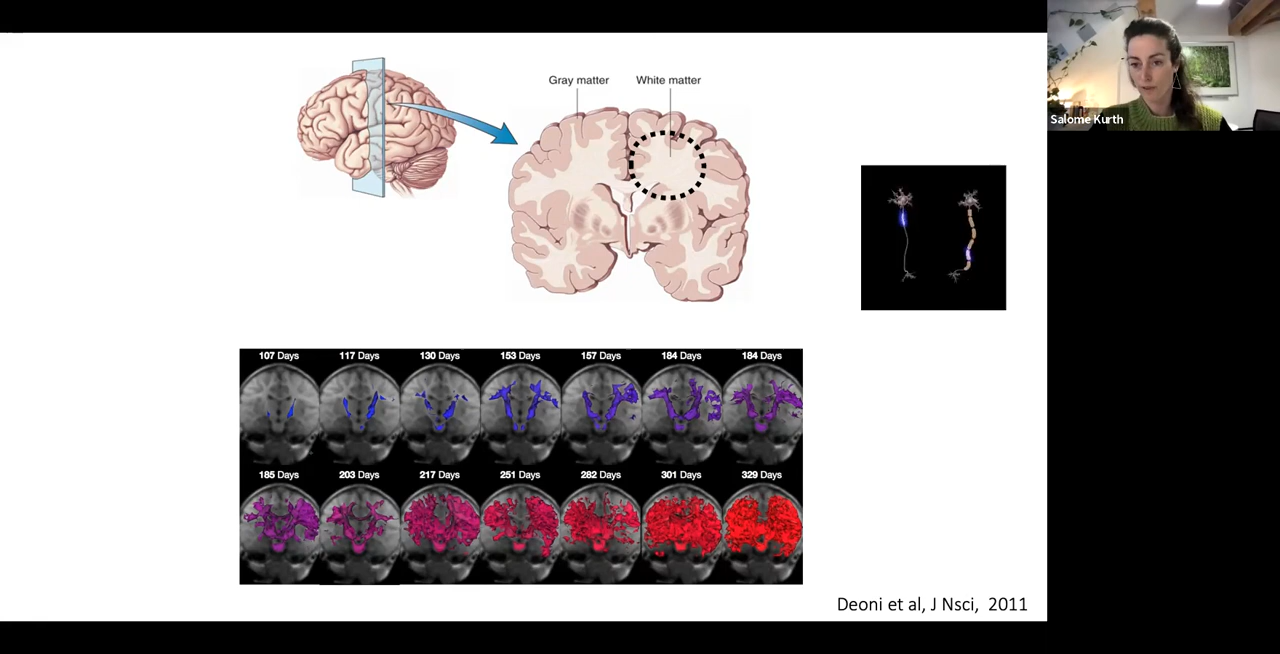 Gray matter White matter
Salome Kurth
107 Days 117 Days 130 Days 153 Days 157 Days 184 Days 184 Days
185 Days 203 Days 217 Days 251 Days 282 Days 301 Days 329 Days
Deoni et al, J Nsci, 2011